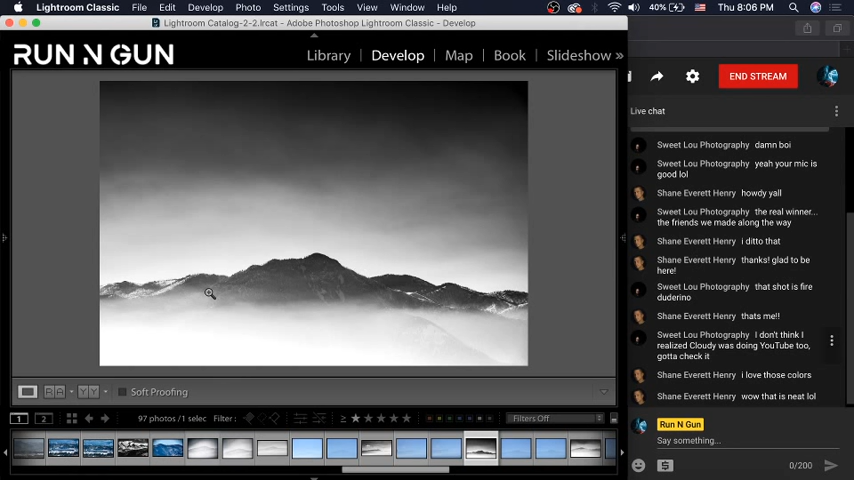 Lightroom Classic File Edit Develop Photo Settings Tools View Window Help 40% Thu 8:06 PM
Lightroom Catalog-2-2.lrcat - Adobe Photoshop Lightroom Classic - Develop
RUN N GUN
Library | Develop | Map | Book | Slideshow »
END STREAM
Live chat
Sweet Lou Photography damn boi
Sweet Lou Photography yeah your mic is
good lol
Shane Everett Henry howdy yall
Sweet Lou Photography the real winner...
the friends we made along the way
Shane Everett Henry i ditto that
Shane Everett Henry thanks! glad to be
here!
Sweet Lou Photography that shot is fire
duderino
Shane Everett Henry thats me!!
Sweet Lou Photography I don't think I
realized Cloudy was doing YouTube too,
gotta check it
Shane Everett Henry i love those colors
Shane Everett Henry wow that is neat lol
Soft Proofing
1 2 97 photos /1 selec Filter : ≥ Filters Off
Run N Gun
Say something...
0/200